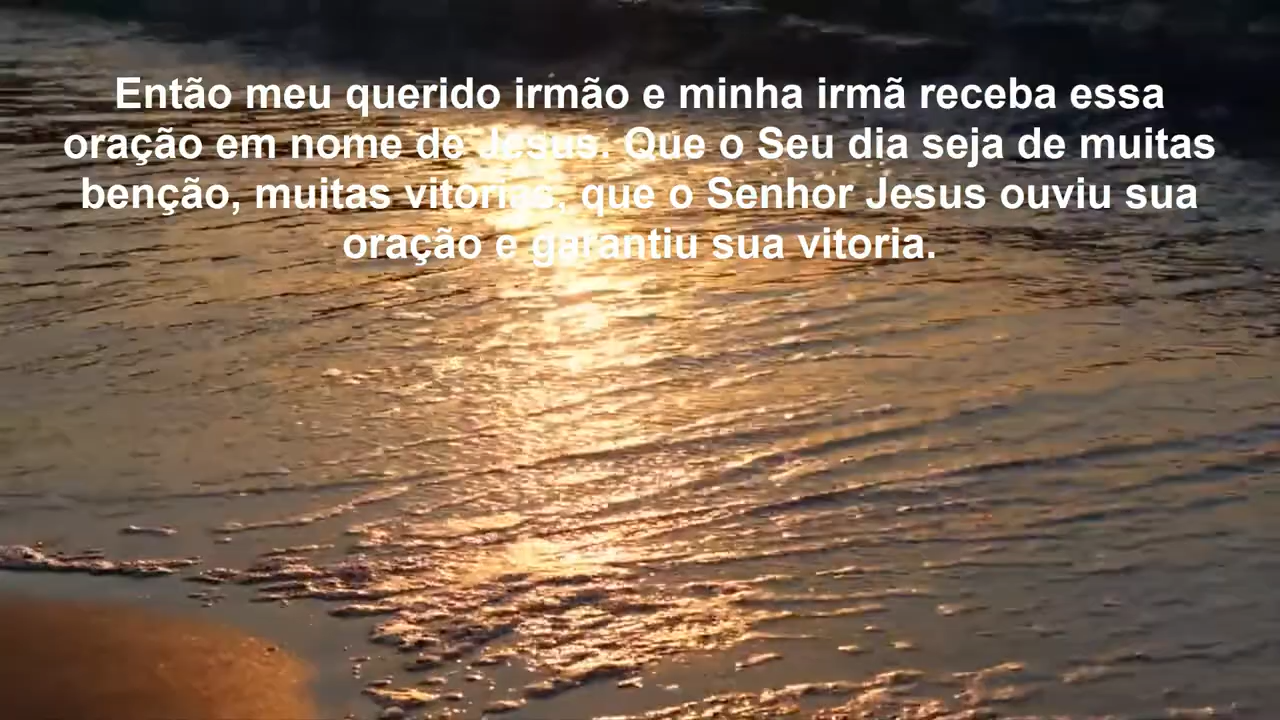 Então meu querido irmão e minha irmã receba essa
oração em nome de Jesus. Que o Seu dia seja de muitas
benção, muitas vitorias, que o Senhor Jesus ouviu sua
oração e garantiu sua vitoria.